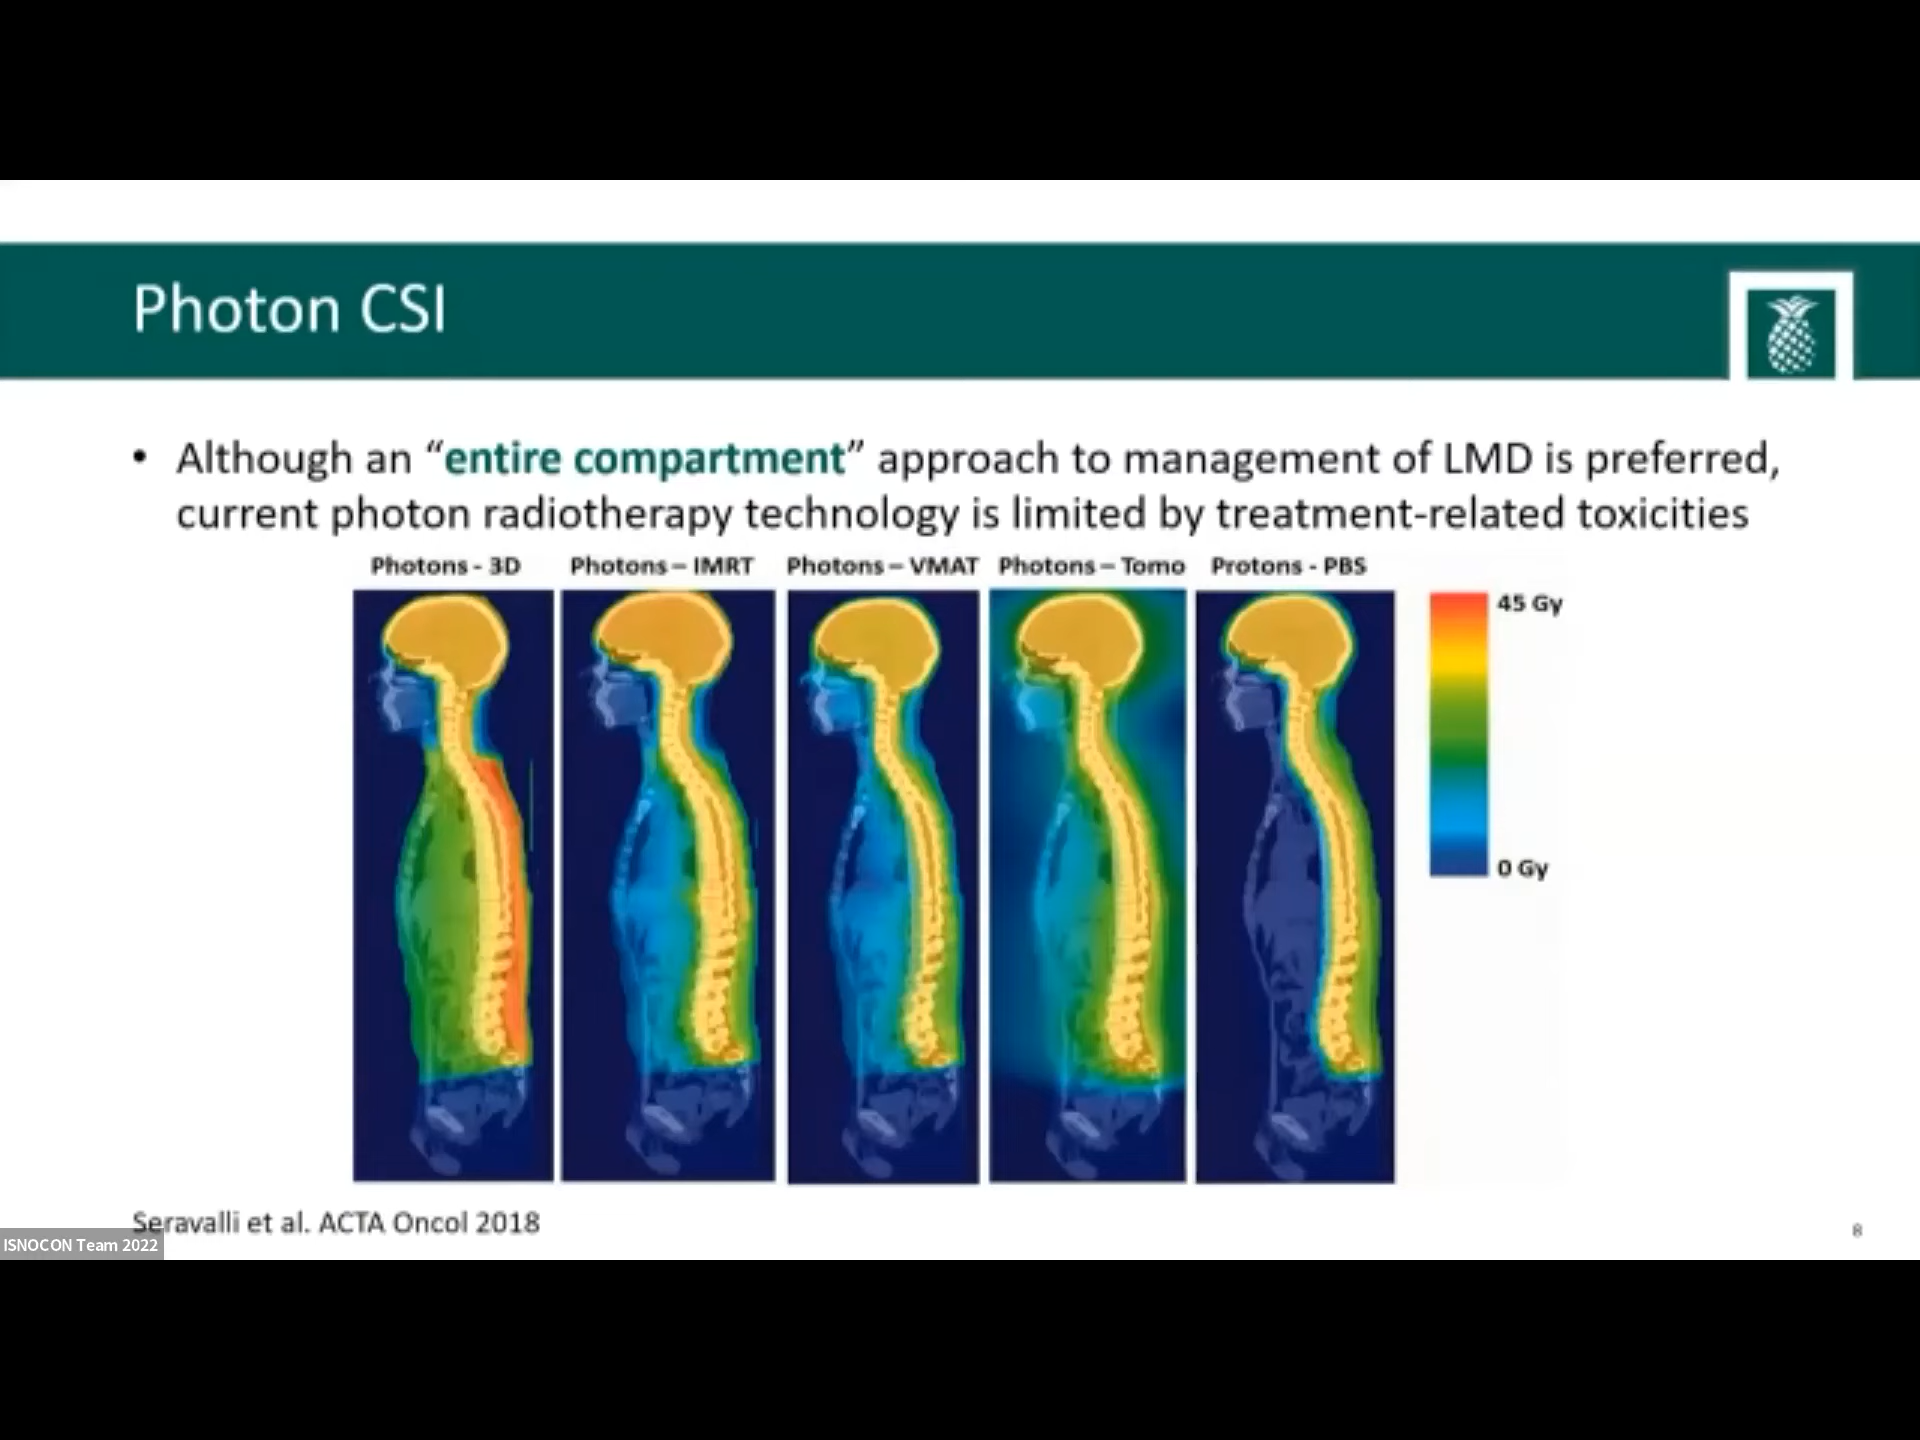 Photon CSI
• Although an “entire compartment” approach to management of LMD is preferred,
current photon radiotherapy technology is limited by treatment-related toxicities
Photons - 3D
Photons – IMRT
Photons – VMAT
Photons – Tomo
Protons - PBS
45 Gy
0 Gy
Seravalli et al. ACTA Oncol 2018
ISNOCON Team 2022
8